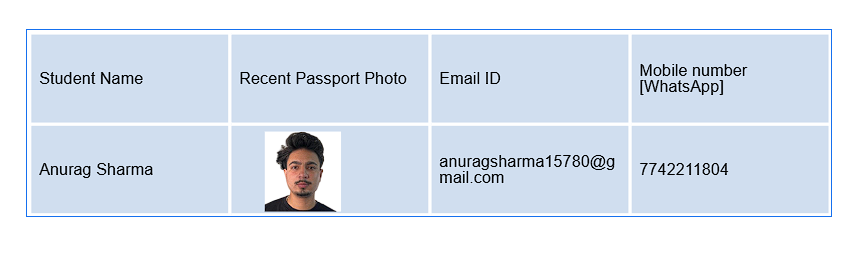 Student Name
Recent Passport Photo
Email ID
Mobile number
[WhatsApp]
Anurag Sharma
anuragsharma15780@g
mail.com
7742211804